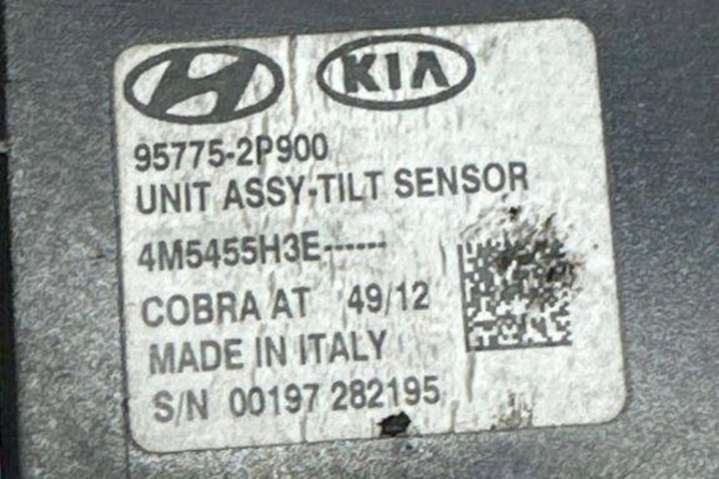 KIA
95775-2P900
UNIT ASSY-TILT SENSOR
4M5455H3E------
COBRA AT 49/12
MADE IN ITALY
S/N 00197 282195